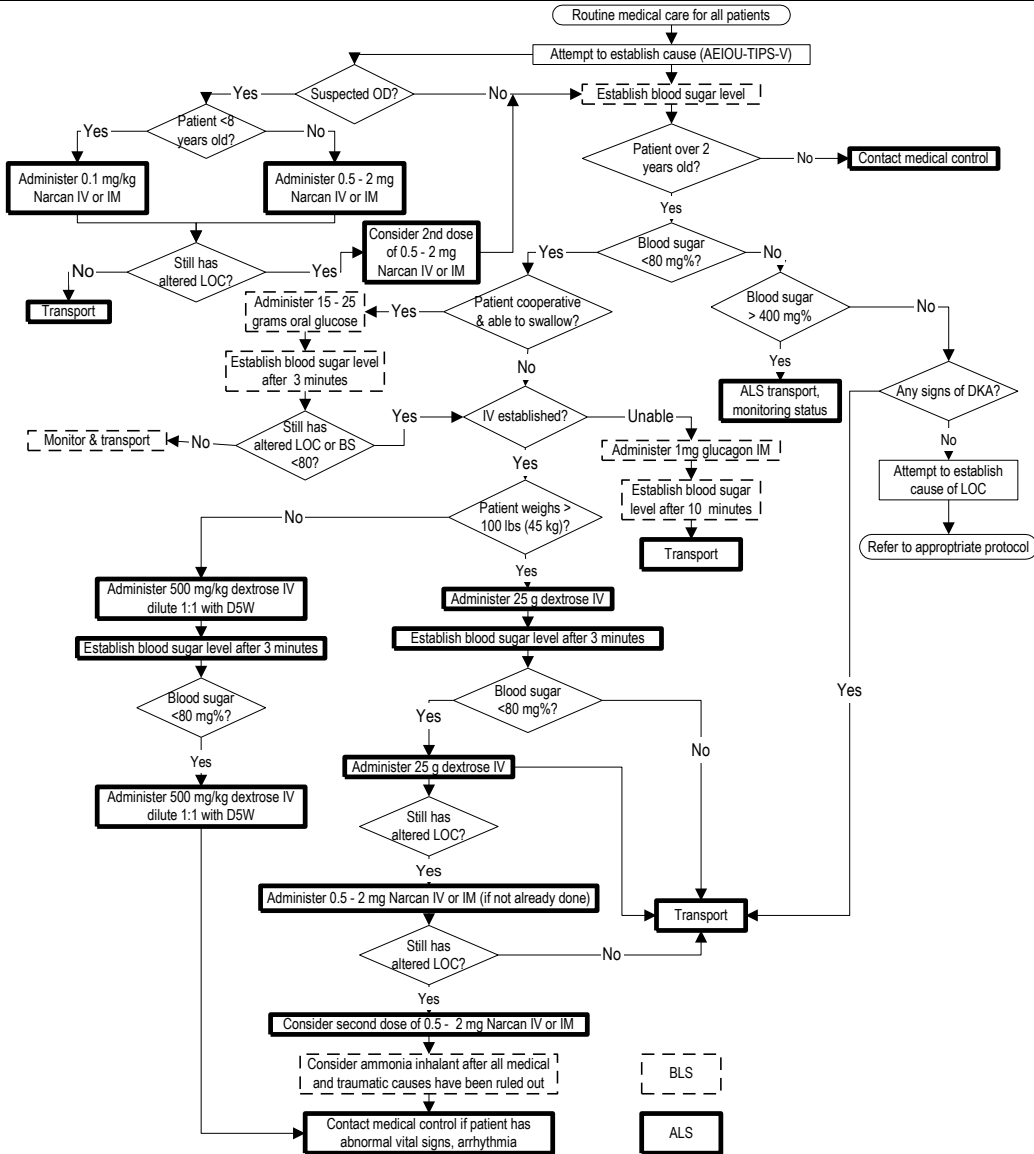 Routine medical care for all patients
Attempt to establish cause (AEIOU-TIPS-V)
Suspected OD?
Yes
No
Establish blood sugar level
Patient <8
years old?
Yes
No
Patient over 2
years old?
No
Contact medical control
Administer 0.1 mg/kg
Narcan IV or IM
Administer 0.5 - 2 mg
Narcan IV or IM
Yes
Still has
altered LOC?
No
Yes
Transport
Consider 2nd dose
of 0.5 - 2 mg
Narcan IV or IM
Blood sugar
<80 mg%?
Yes
No
Patient cooperative
& able to swallow?
Yes
No
Administer 15 - 25
grams oral glucose
Establish blood sugar level
after 3 minutes
Still has
altered LOC or BS
<80?
No
Yes
Monitor & transport
Blood sugar
> 400 mg%
No
Yes
ALS transport,
monitoring status
Any signs of DKA?
No
Yes
Attempt to establish
cause of LOC
Refer to approptriate protocol
IV established?
Unable
Yes
Administer 1mg glucagon IM
Establish blood sugar
level after 10 minutes
Transport
Patient weighs >
100 lbs (45 kg)?
No
Yes
Administer 500 mg/kg dextrose IV
dilute 1:1 with D5W
Establish blood sugar level after 3 minutes
Blood sugar
<80 mg%?
Yes
Administer 500 mg/kg dextrose IV
dilute 1:1 with D5W
Administer 25 g dextrose IV
Establish blood sugar level after 3 minutes
Blood sugar
<80 mg%?
Yes
No
Administer 25 g dextrose IV
Still has
altered LOC?
Yes
Administer 0.5 - 2 mg Narcan IV or IM (if not already done)
Transport
Still has
altered LOC?
No
Yes
Consider second dose of 0.5 - 2 mg Narcan IV or IM
Consider ammonia inhalant after all medical
and traumatic causes have been ruled out
Contact medical control if patient has
abnormal vital signs, arrhythmia
BLS
ALS